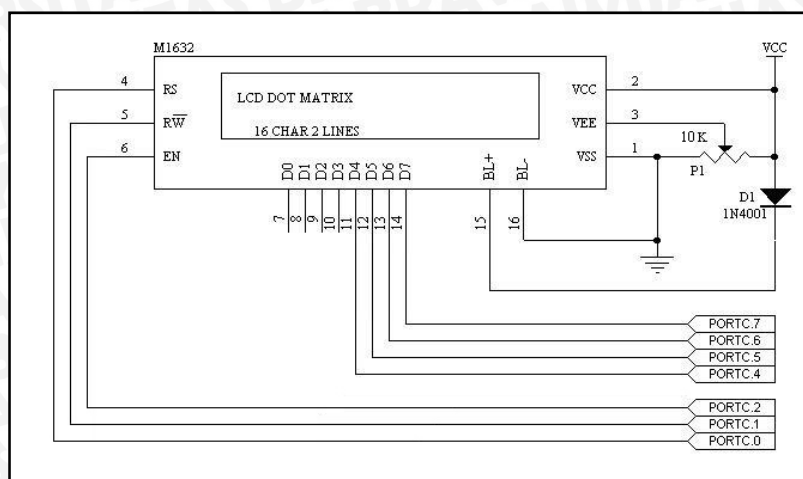 M1632
VCC
4 RS
LCD DOT MATRIX
VCC 2
5 RW̅
VEE 3
16 CHAR 2 LINES
10K
6 EN
VSS 1
P1
D0 D1 D2 D3 D4 D5 D6 D7 BL+ BL-
7 8 9 10 11 12 13 14 15 16
D1
1N4001
PORTC.7
PORTC.6
PORTC.5
PORTC.4
PORTC.2
PORTC.1
PORTC.0